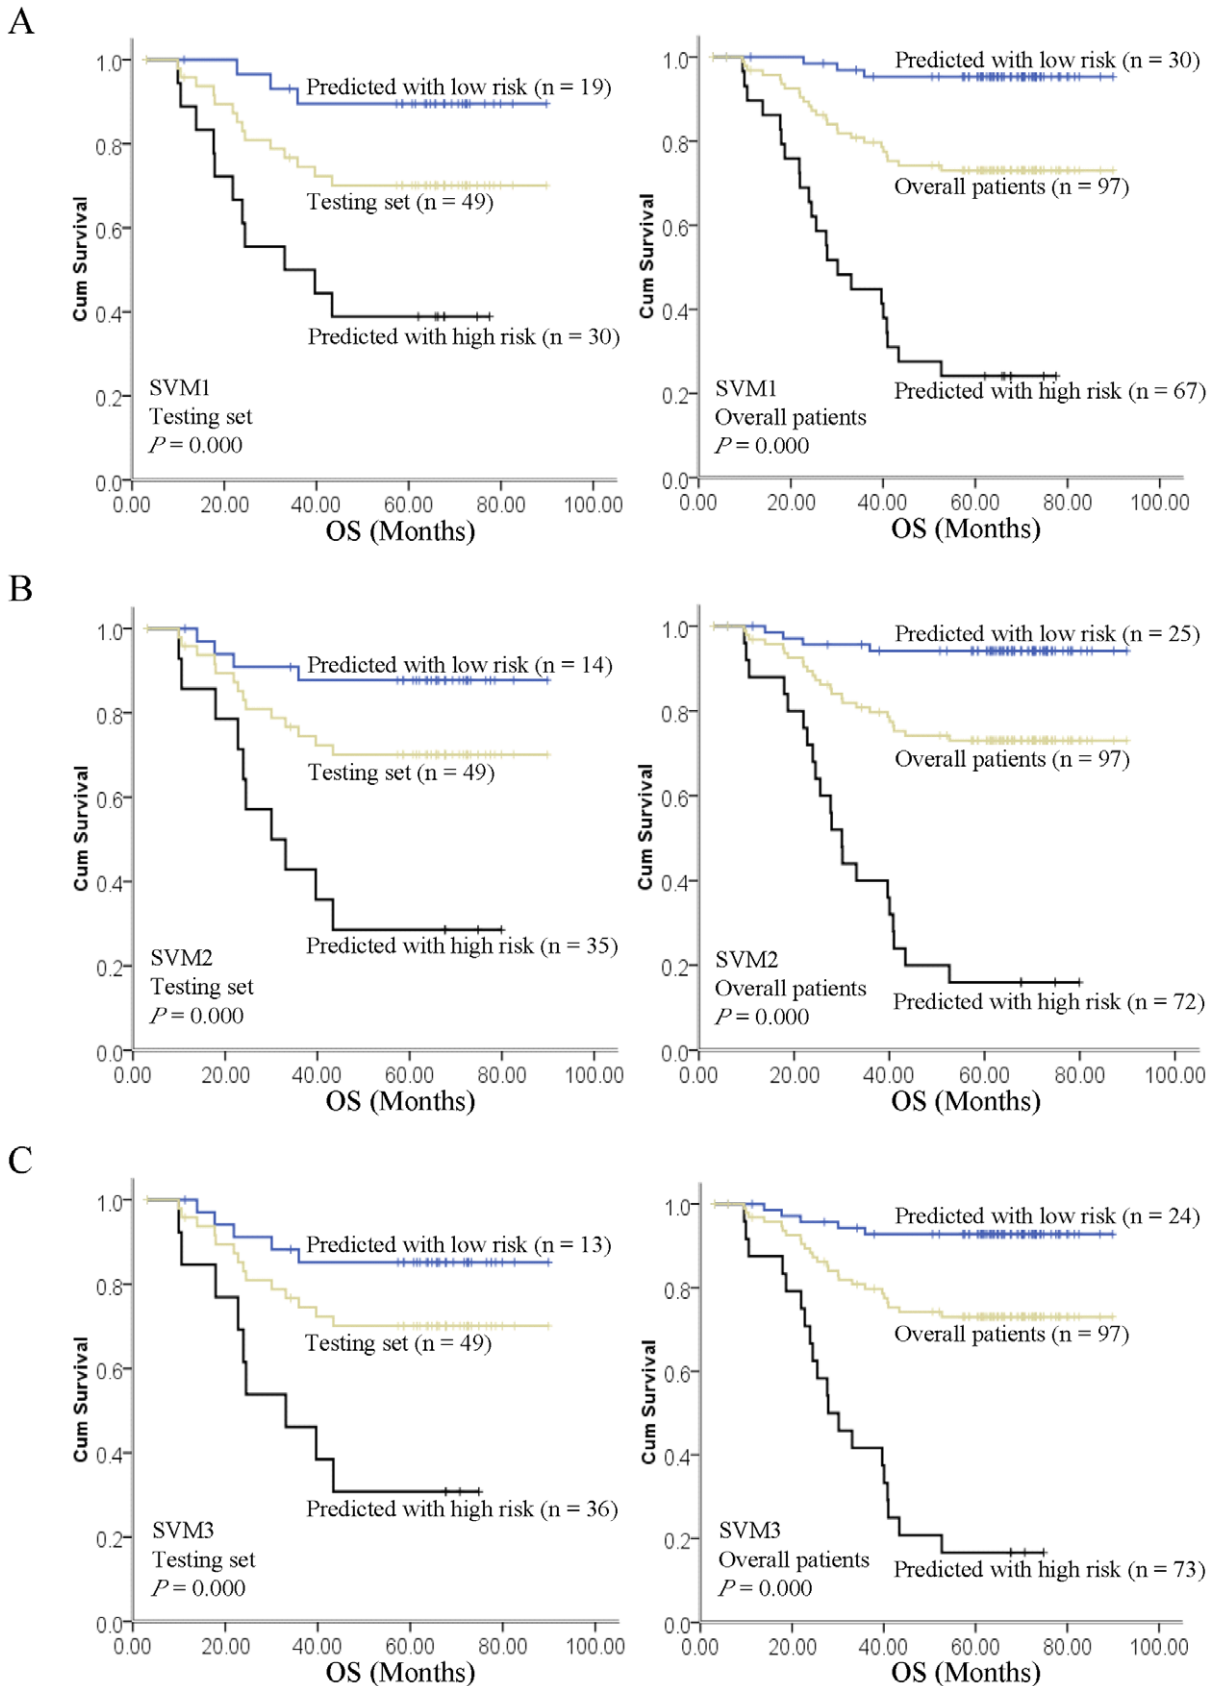 A
1.0
0.8
0.6
0.4
0.2
0.0
Cum Survival
Predicted with low risk (n = 19)
Testing set (n = 49)
Predicted with high risk (n = 30)
SVM1
Testing set
P = 0.000
0.00 20.00 40.00 60.00 80.00 100.00
OS (Months)
1.0
0.8
0.6
0.4
0.2
0.0
Cum Survival
Predicted with low risk (n = 30)
Overall patients (n = 97)
Predicted with high risk (n = 67)
SVM1
Overall patients
P = 0.000
0.00 20.00 40.00 60.00 80.00 100.00
OS (Months)
B
1.0
0.8
0.6
0.4
0.2
0.0
Cum Survival
Predicted with low risk (n = 14)
Testing set (n = 49)
Predicted with high risk (n = 35)
SVM2
Testing set
P = 0.000
0.00 20.00 40.00 60.00 80.00 100.00
OS (Months)
1.0
0.8
0.6
0.4
0.2
0.0
Cum Survival
Predicted with low risk (n = 25)
Overall patients (n = 97)
Predicted with high risk (n = 72)
SVM2
Overall patients
P = 0.000
0.00 20.00 40.00 60.00 80.00 100.00
OS (Months)
C
1.0
0.8
0.6
0.4
0.2
0.0
Cum Survival
Predicted with low risk (n = 13)
Testing set (n = 49)
Predicted with high risk (n = 36)
SVM3
Testing set
P = 0.000
0.00 20.00 40.00 60.00 80.00 100.00
OS (Months)
1.0
0.8
0.6
0.4
0.2
0.0
Cum Survival
Predicted with low risk (n = 24)
Overall patients (n = 97)
Predicted with high risk (n = 73)
SVM3
Overall patients
P = 0.000
0.00 20.00 40.00 60.00 80.00 100.00
OS (Months)